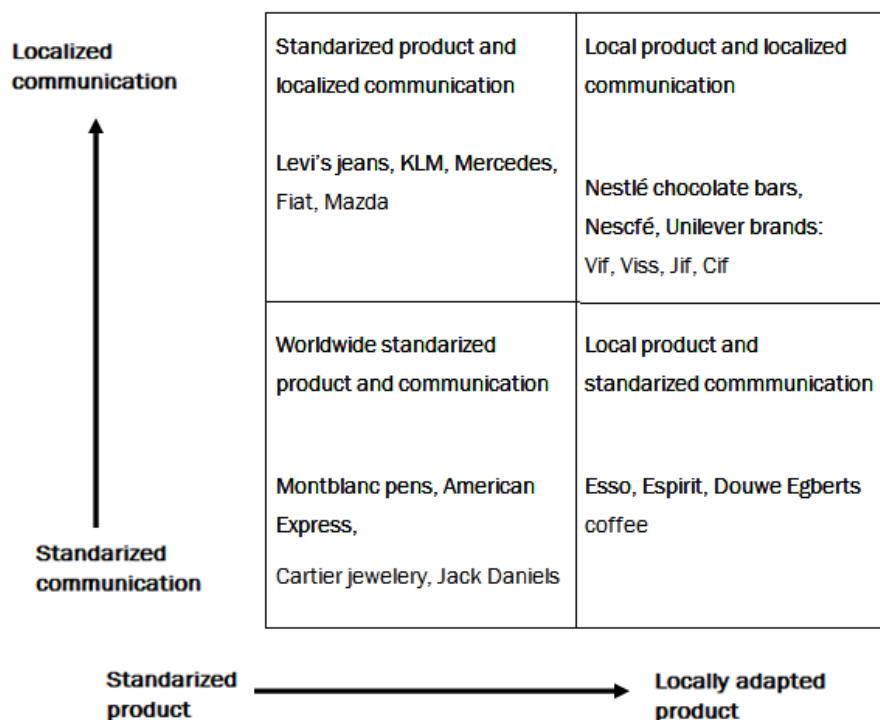 Localized
communication
Standarized product and
localized communication
Levi's jeans, KLM, Mercedes,
Fiat, Mazda
Local product and localized
communication
Nestlé chocolate bars,
Nescfé, Unilever brands:
Vif, Viss, Jif, Cif
Worldwide standarized
product and communication
Montblanc pens, American
Express,
Cartier jewelery, Jack Daniels
Local product and
standarized commmunication
Esso, Espirit, Douwe Egberts
coffee
Standarized
communication
Standarized
product
Locally adapted
product